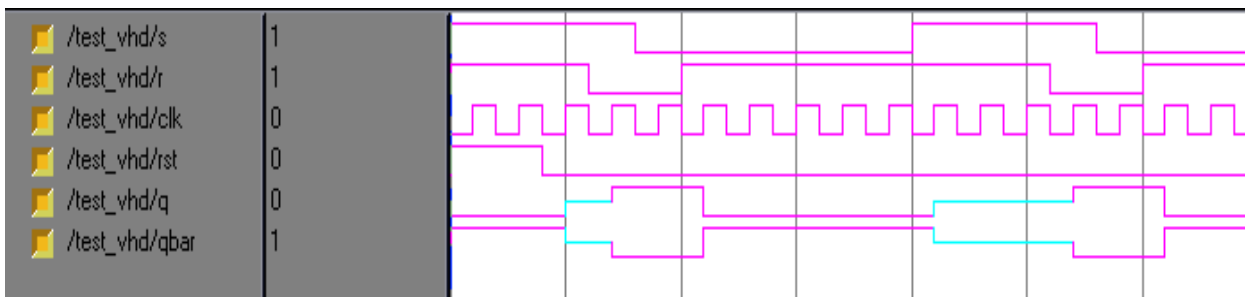 /test_vhd/s 1
/test_vhd/r 1
/test_vhd/clk 0
/test_vhd/rst 0
/test_vhd/q 0
/test_vhd/qbar 1